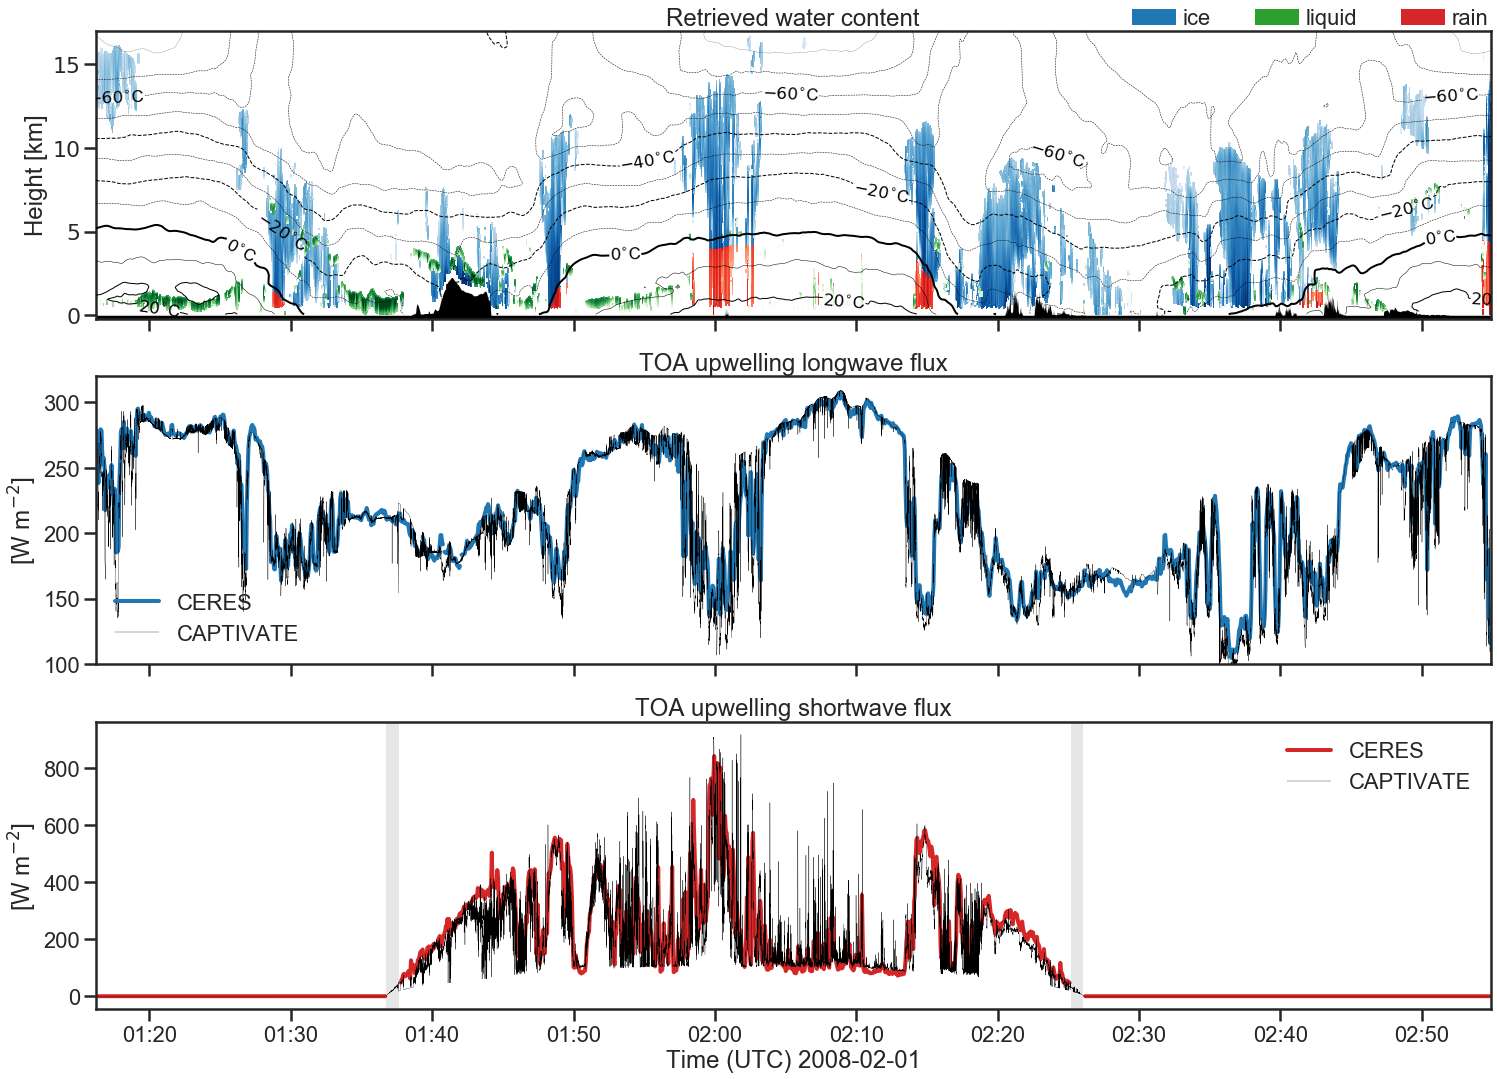 Retrieved water content
ice
liquid
rain
Height [km]
15
10
5
0
−60°C
−60°C
−60°C
−60°C
−40°C
−20°C
−20°C
−20°C
0°C
0°C
0°C
20°C
20°C
20
TOA upwelling longwave flux
[W m⁻²]
300
250
200
150
100
CERES
CAPTIVATE
TOA upwelling shortwave flux
[W m⁻²]
800
600
400
200
0
CERES
CAPTIVATE
01:20 01:30 01:40 01:50 02:00 02:10 02:20 02:30 02:40 02:50
Time (UTC) 2008-02-01